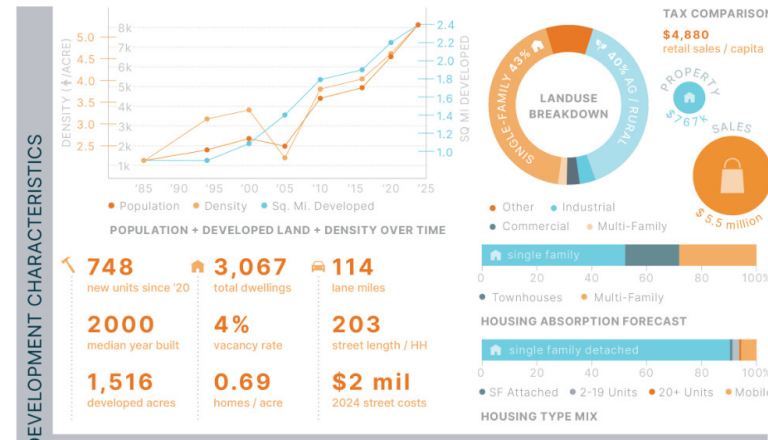 DEVELOPMENT CHARACTERISTICS
DENSITY (/ACRE)
5.0
4.5
4.0
3.5
3.0
2.5
8k
7k
6k
5k
4k
3k
2k
1k
2.4
2.2
2.0
1.8
1.6
1.4
1.2
1.0
SQ MI DEVELOPED
'85 '90 '95 '00 '05 '10 '15 '20 '25
Population Density Sq. Mi. Developed
POPULATION + DEVELOPED LAND + DENSITY OVER TIME
748 3,067 114
new units since '20 total dwellings lane miles
2000 4% 203
median year built vacancy rate street length / HH
1,516 0.69 $2 mil
developed acres homes / acre 2024 street costs
SINGLE-FAMILY 43%
40% AG / RURAL
LANDUSE
BREAKDOWN
Other Industrial
Commercial Multi-Family
TAX COMPARISON
$4,880
retail sales / capita
PROPERTY
$767k
SALES
$5.5 million
single family
0 20 40 60 80 100%
Townhouses Multi-Family
HOUSING ABSORPTION FORECAST
single family detached
0 20 40 60 80 100%
SF Attached 2-19 Units 20+ Units Mobile
HOUSING TYPE MIX